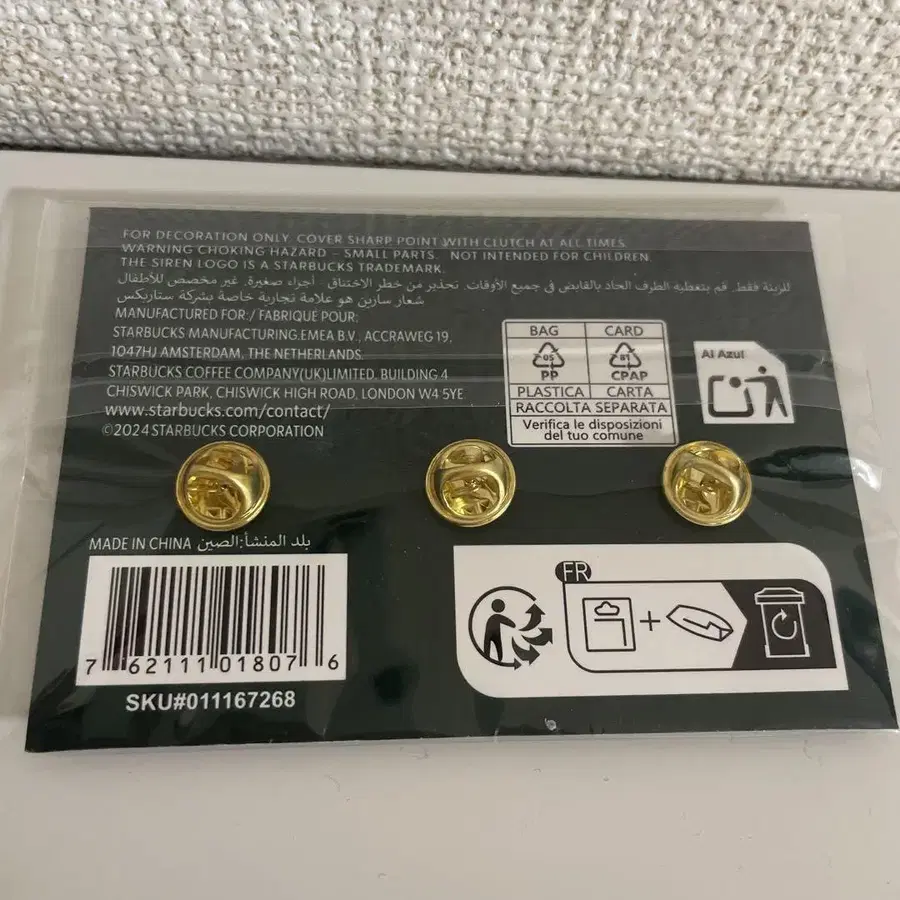 FOR DECORATION ONLY. COVER SHARP POINT WITH CLUTCH AT ALL TIMES.
WARNING CHOKING HAZARD – SMALL PARTS. NOT INTENDED FOR CHILDREN.
THE SIREN LOGO IS A STARBUCKS TRADEMARK.
للزينة فقط. قم بتغطية الطرف الحاد بالقابض في جميع الأوقات. تحذير من خطر الاختناق - أجزاء صغيرة. غير مخصص للأطفال
شعار سارين هو علامة تجارية خاصة بشركة ستاربكس
MANUFACTURED FOR:/ FABRIQUÉ POUR:
STARBUCKS MANUFACTURING.EMEA B.V., ACCRAWEG 19,
1047HJ AMSTERDAM, THE NETHERLANDS.
STARBUCKS COFFEE COMPANY(UK)LIMITED. BUILDING 4
CHISWICK PARK, CHISWICK HIGH ROAD, LONDON W4 5YE.
www.starbucks.com/contact/
©2024 STARBUCKS CORPORATION
BAG CARD
05 81
PP C/PAP
PLASTICA CARTA
RACCOLTA SEPARATA
Verifica le disposizioni
del tuo comune
Al Azul
MADE IN CHINA بلد المنشأ:الصين
7 62111 01807 6
SKU#011167268
FR